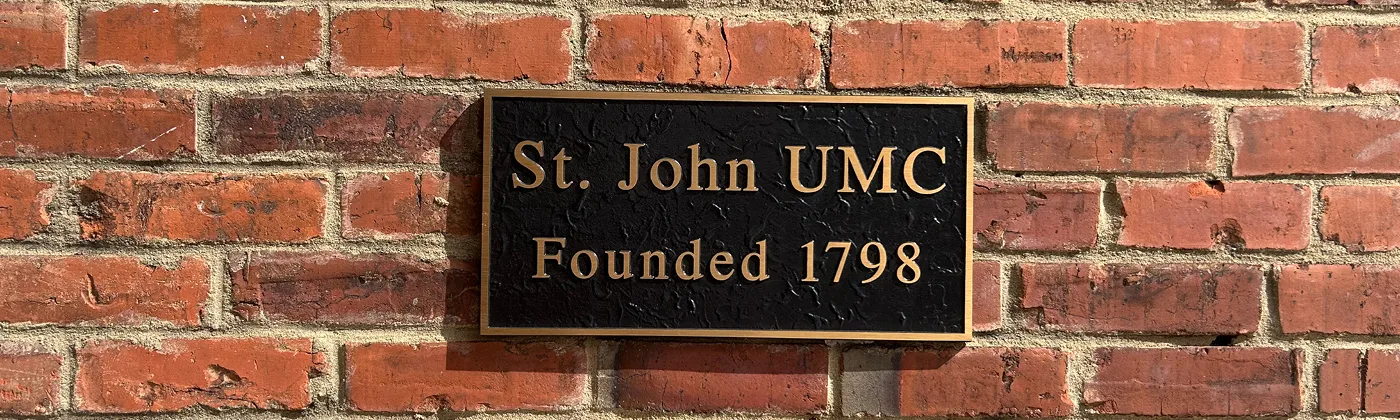 St. John UMC
Founded 1798